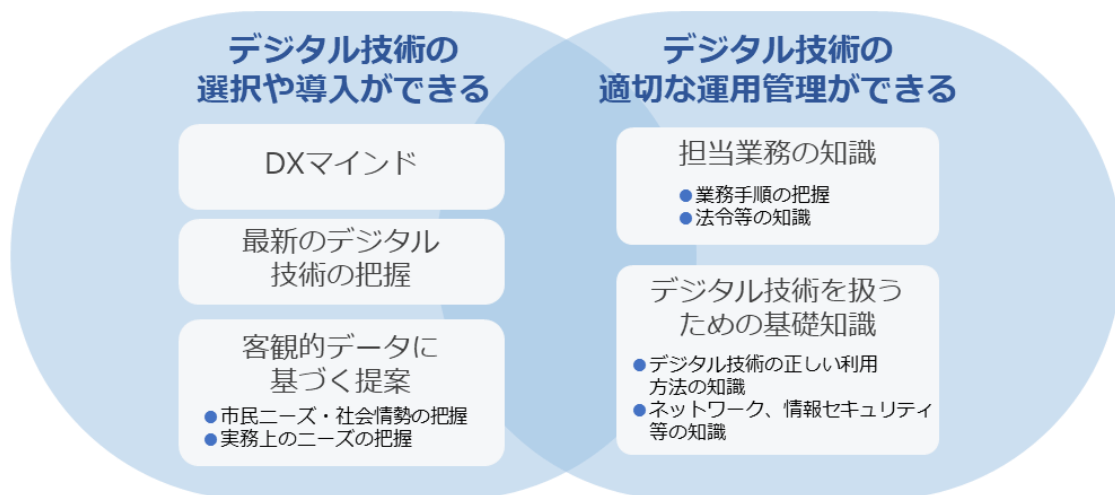 デジタル技術の
選択や導入ができる
DXマインド
最新のデジタル
技術の把握
客観的データに
基づく提案
●市民ニーズ・社会情勢の把握
●実務上のニーズの把握
デジタル技術の
適切な運用管理ができる
担当業務の知識
●業務手順の把握
●法令等の知識
デジタル技術を扱う
ための基礎知識
●デジタル技術の正しい利用
方法の知識
●ネットワーク、情報セキュリティ
等の知識